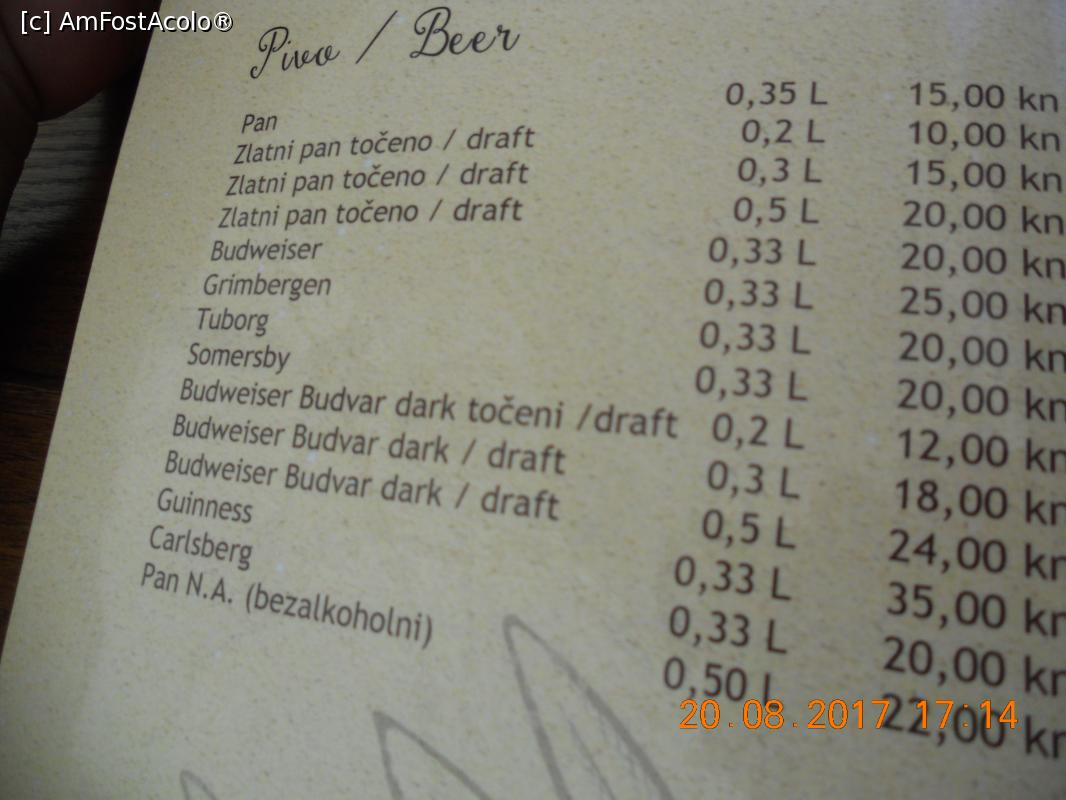 [c] AmFostAcolo®
Pivo / Beer
Pan 0,35 L 15,00 kn
Zlatni pan točeno / draft 0,2 L 10,00 kn
Zlatni pan točeno / draft 0,3 L 15,00 kn
Zlatni pan točeno / draft 0,5 L 20,00 kn
Budweiser 0,33 L 20,00 kn
Grimbergen 0,33 L 25,00 kn
Tuborg 0,33 L 20,00 kn
Somersby 0,33 L 20,00 kn
Budweiser Budvar dark točeni /draft 0,2 L 12,00 kn
Budweiser Budvar dark / draft 0,3 L 18,00 kn
Budweiser Budvar dark / draft 0,5 L 24,00 kn
Guinness 0,33 L 35,00 kn
Carlsberg 0,33 L 20,00 kn
Pan N.A. (bezalkoholni) 0,50 L 22,00 kn
20.08.2017 17:14